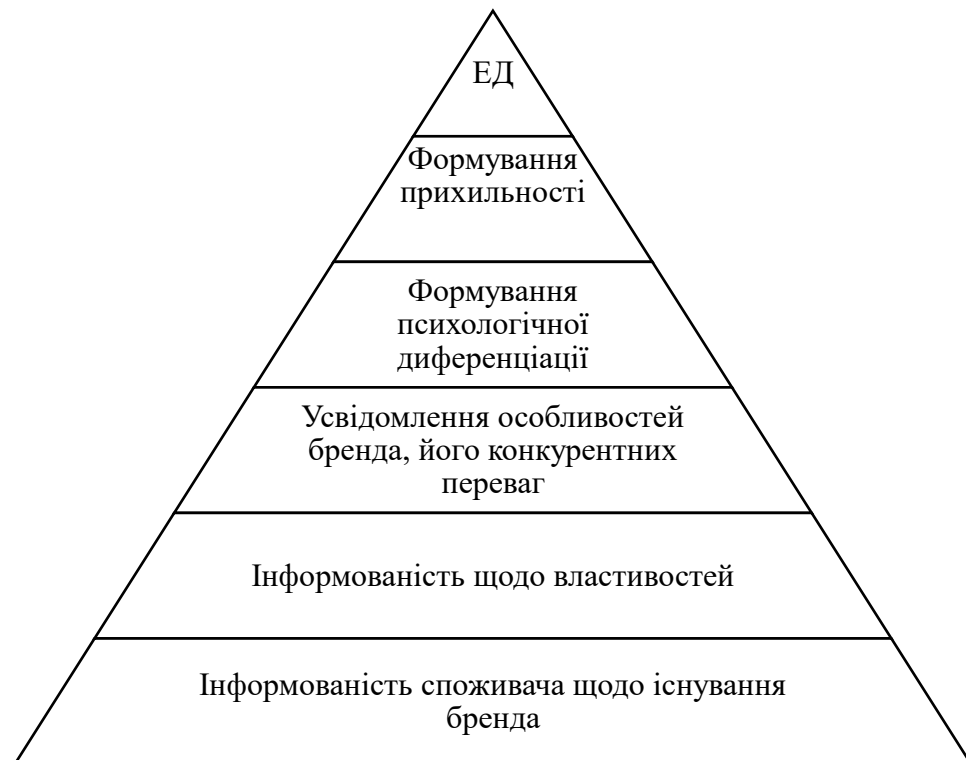 ЕД
Формування
прихильності
Формування
психологічної
диференціації
Усвідомлення особливостей
бренда, його конкурентних
переваг
Інформованість щодо властивостей
Інформованість споживача щодо існування
бренда